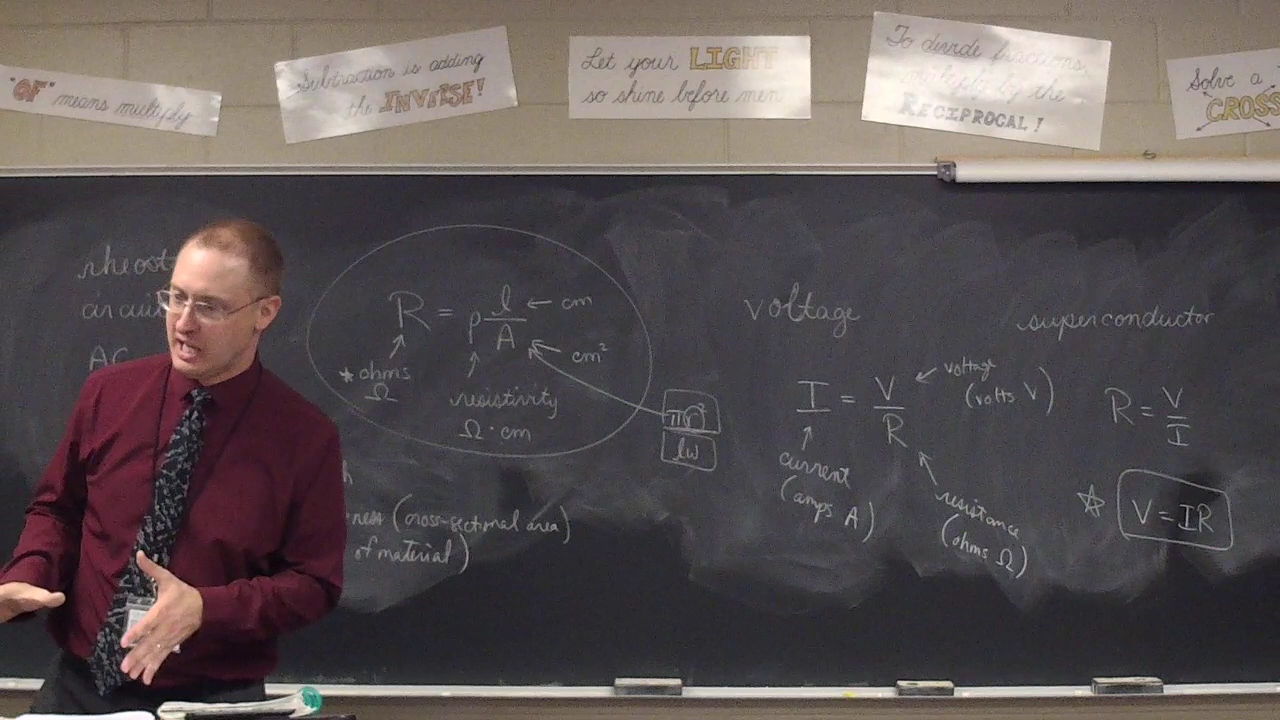 "OF" means multiply
Subtraction is adding
the INVERSE!
Let your LIGHT
so shine before men
To divide fractions,
multiply by the
RECIPROCAL!
Solve a
CROSS
AC
R = ρ l/A
← cm
cm²
* ohms
Ω
resistivity
Ω · cm
πr²
lw
(cross-sectional area
of material)
voltage
I = V/R
voltage
(volts V)
current
(amps A)
resistance
(ohms Ω)
superconductor
R = V/I
☆ V = IR